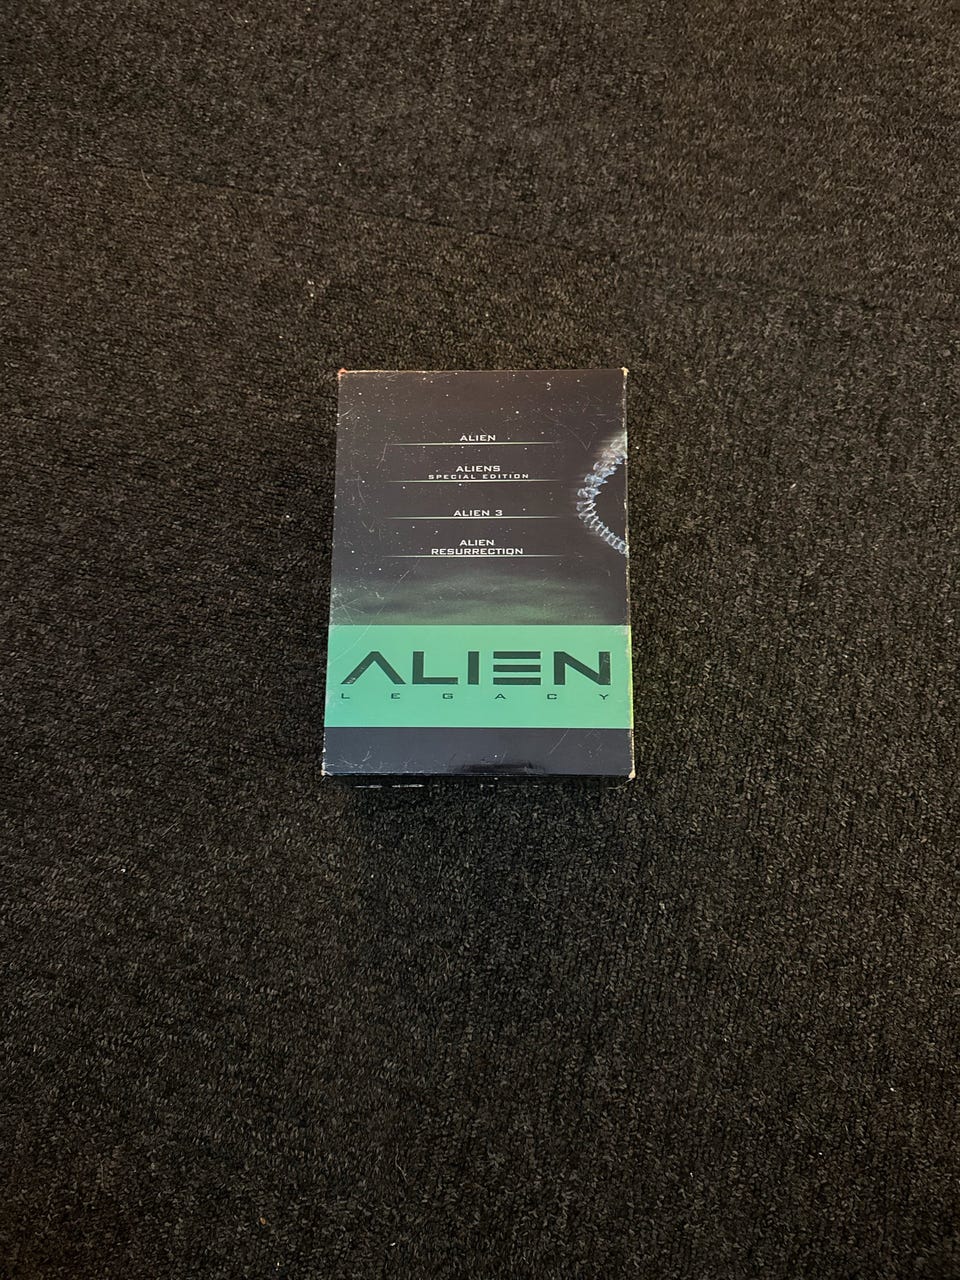 ALIEN
ALIENS
SPECIAL EDITION
ALIEN 3
ALIEN
RESURRECTION
ALIEN
LEGACY